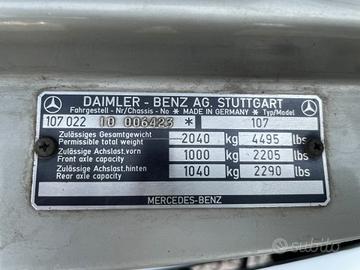 DAIMLER - BENZ AG. STUTTGART
Fahrgestell - Nr/Chassis - No * MADE IN GERMANY * Typ/Model
107 022 10 006423 * 107
Zulässiges Gesamtgewicht
Permissible total weight 2040 kg 4495 lbs
Zulässige Achslast.vorn
Front axle capacity 1000 kg 2205 lbs
Zulässige Achslast.hinten
Rear axle capacity 1040 kg 2290 lbs
MERCEDES-BENZ
subito